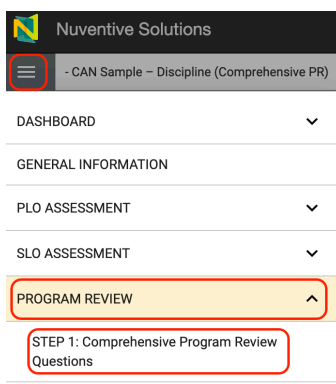 Nuventive Solutions
- CAN Sample – Discipline (Comprehensive PR)
DASHBOARD
GENERAL INFORMATION
PLO ASSESSMENT
SLO ASSESSMENT
PROGRAM REVIEW
STEP 1: Comprehensive Program Review
Questions